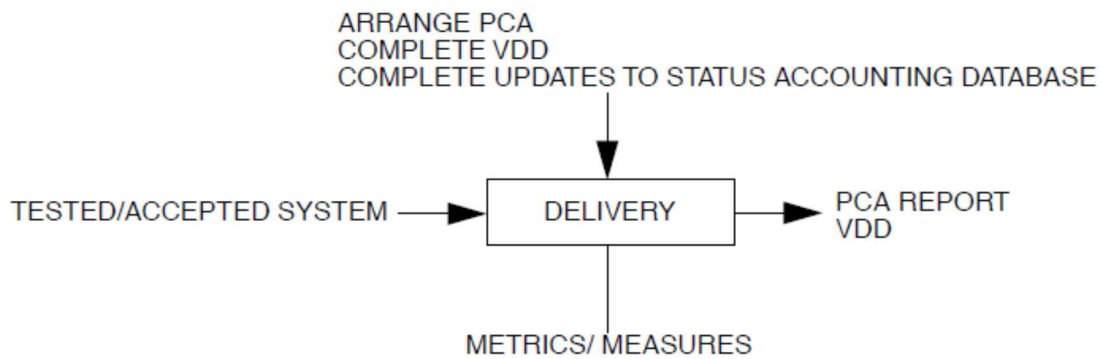 ARRANGE PCA
COMPLETE VDD
COMPLETE UPDATES TO STATUS ACCOUNTING DATABASE
TESTED/ACCEPTED SYSTEM
DELIVERY
PCA REPORT
VDD
METRICS/ MEASURES